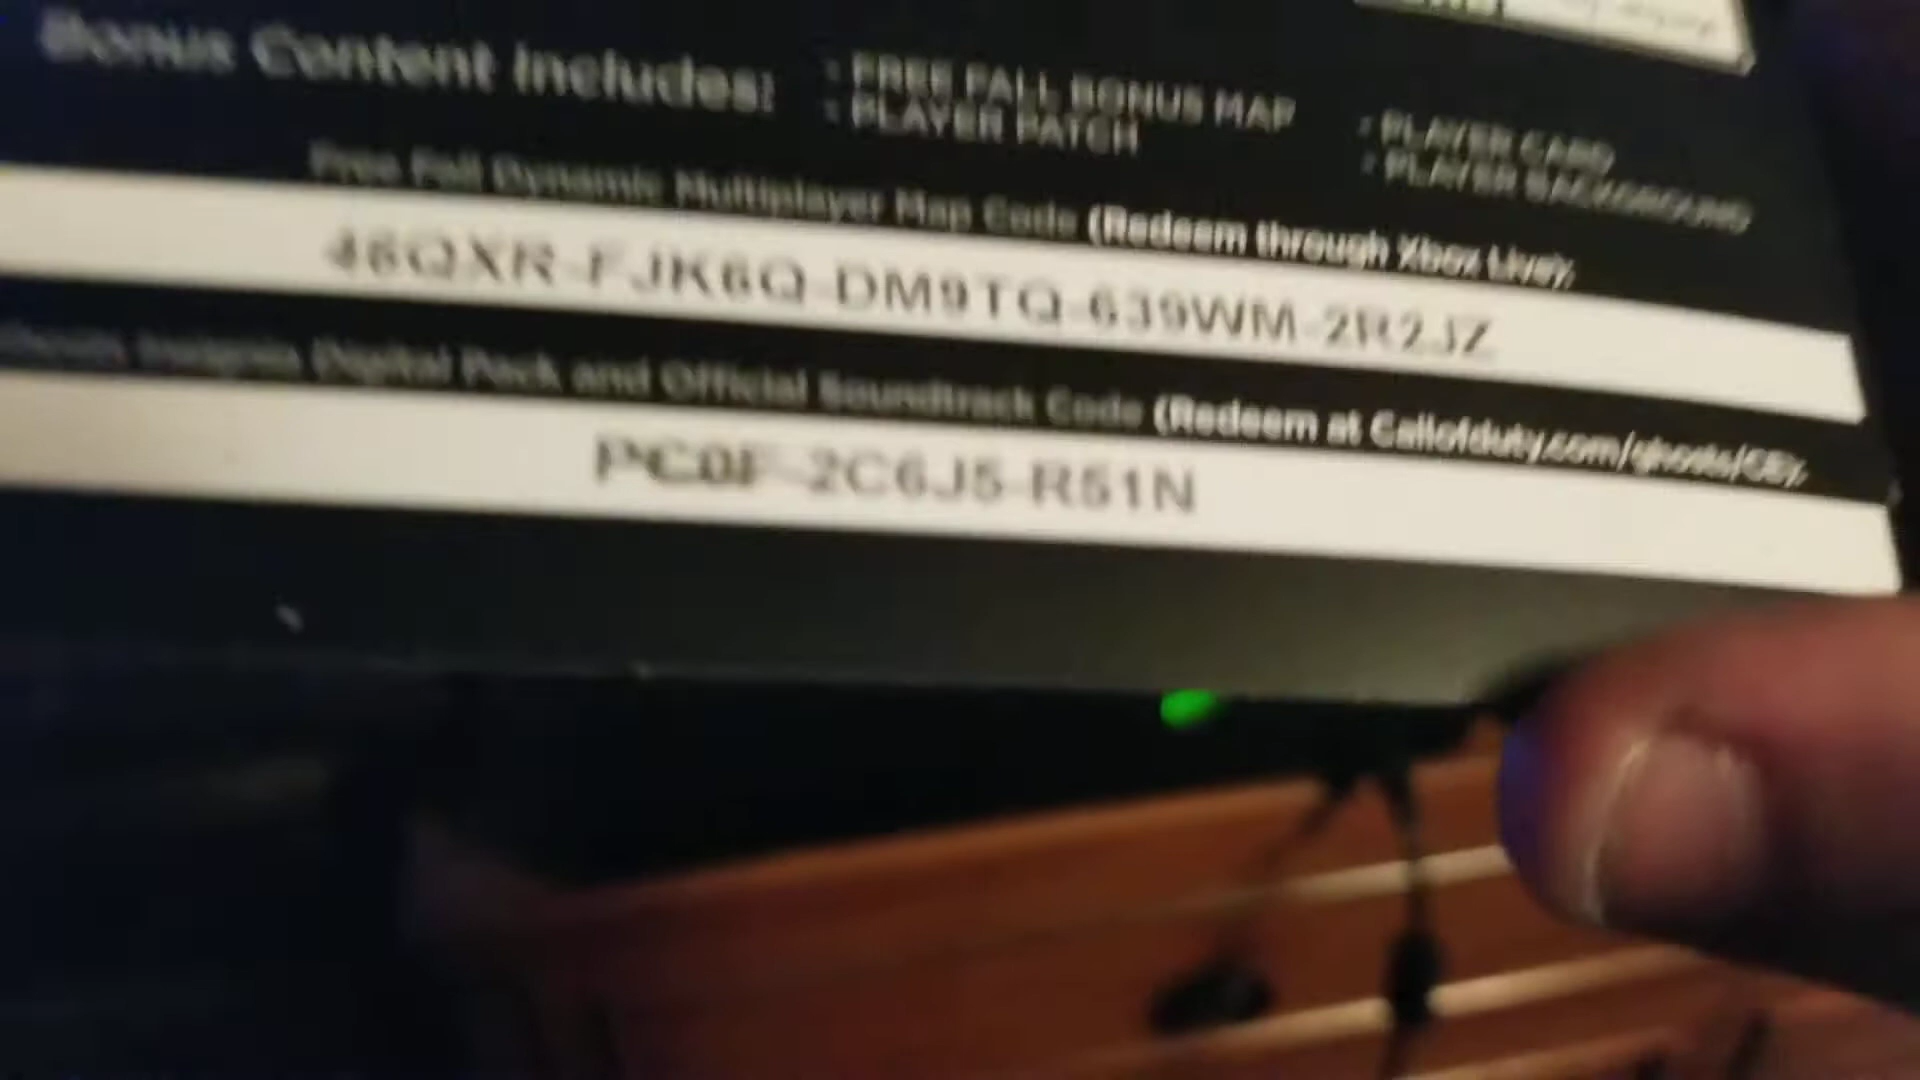 Bonus Content Includes:
• FREE FALL BONUS MAP
• PLAYER PATCH
• PLAYER CARD
• PLAYER BACKGROUND
Free Fall Dynamic Multiplayer Map Code (Redeem through Xbox Live):
46QXR-FJK6Q-DM9TQ-639WM-2R2JZ
Insignia Digital Pack and Official Soundtrack Code (Redeem at Callofduty.com/ghosts/CE):
PC0F-2C6J5-R51N